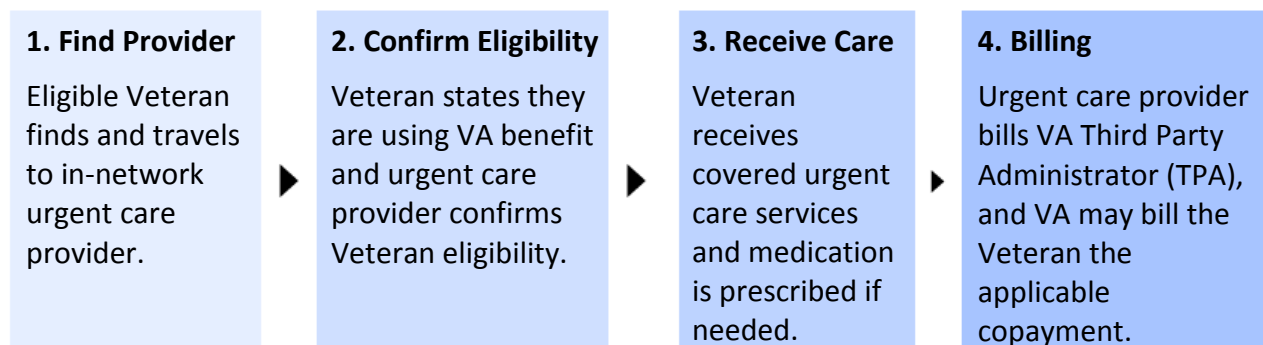 1. Find Provider
Eligible Veteran
finds and travels
to in-network
urgent care
provider.
2. Confirm Eligibility
Veteran states they
are using VA benefit
and urgent care
provider confirms
Veteran eligibility.
3. Receive Care
Veteran
receives
covered urgent
care services
and medication
is prescribed if
needed.
4. Billing
Urgent care provider
bills VA Third Party
Administrator (TPA),
and VA may bill the
Veteran the
applicable
copayment.